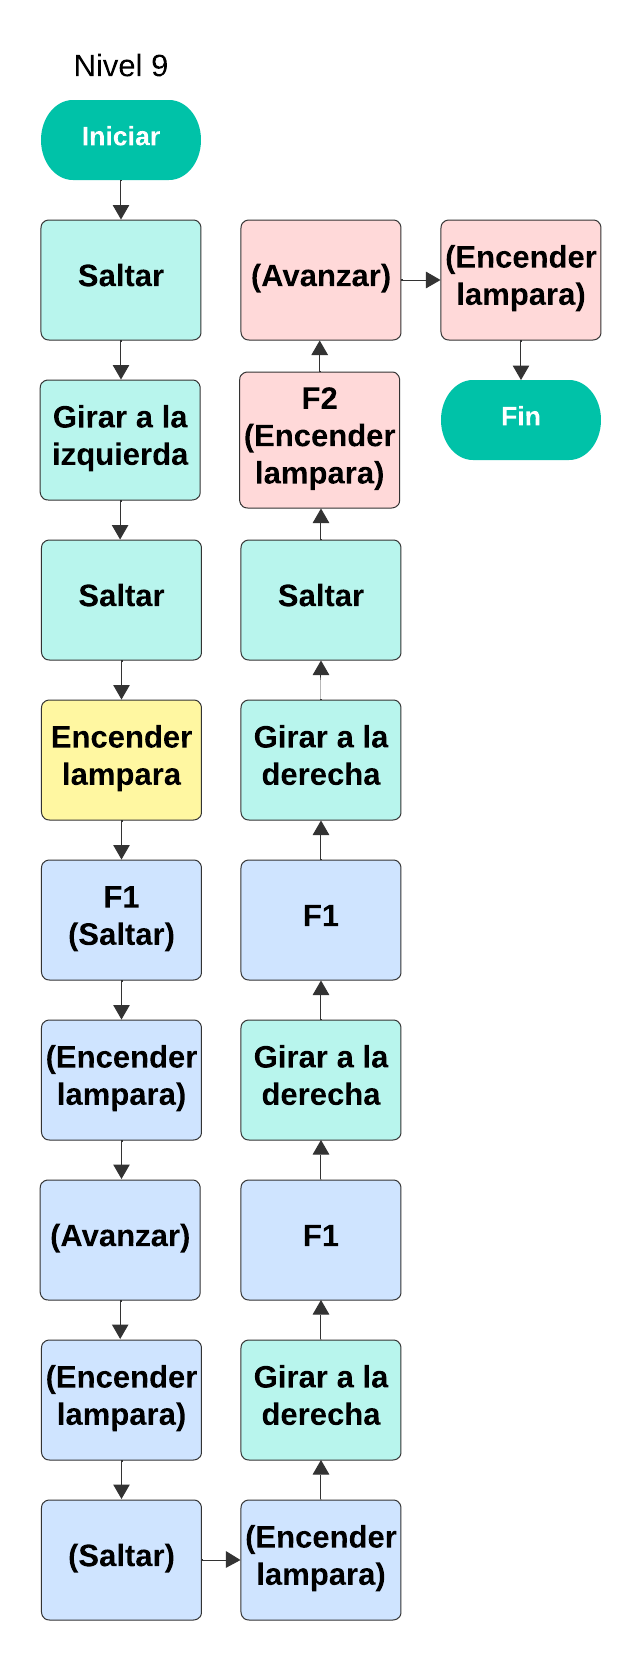 Nivel 9
Iniciar
Saltar
Girar a la
izquierda
Saltar
Encender
lampara
F1
(Saltar)
(Encender
lampara)
(Avanzar)
(Encender
lampara)
(Saltar)
(Encender
lampara)
Girar a la
derecha
F1
Girar a la
derecha
F1
Girar a la
derecha
Saltar
F2
(Encender
lampara)
(Avanzar)
(Encender
lampara)
Fin